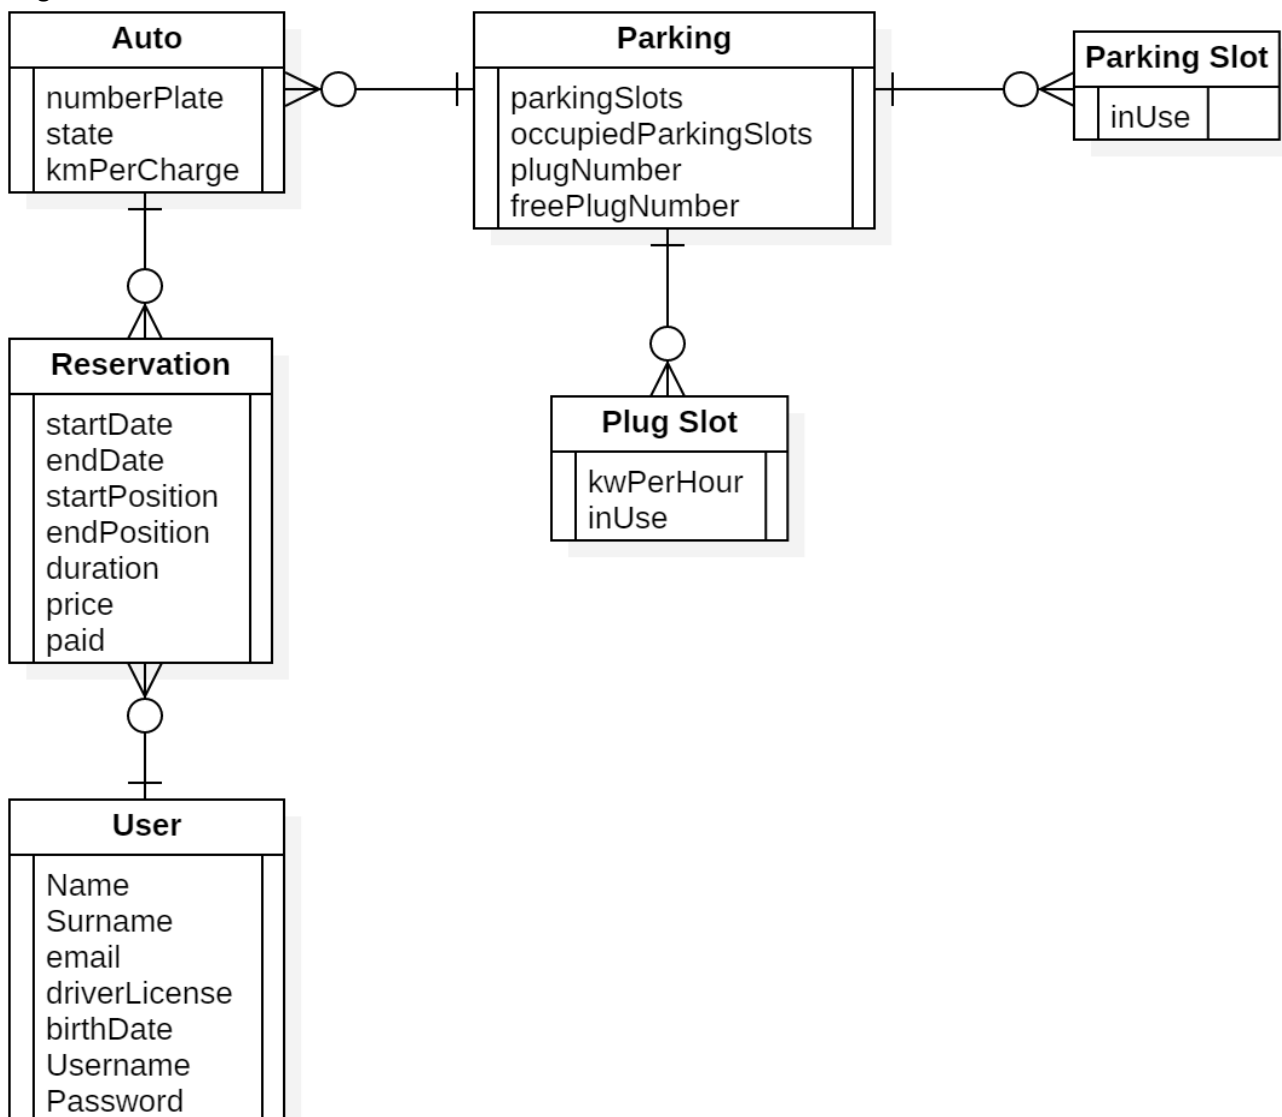 Auto
numberPlate
state
kmPerCharge
Parking
parkingSlots
occupiedParkingSlots
plugNumber
freePlugNumber
Parking Slot
inUse
Reservation
startDate
endDate
startPosition
endPosition
duration
price
paid
Plug Slot
kwPerHour
inUse
User
Name
Surname
email
driverLicense
birthDate
Username
Password